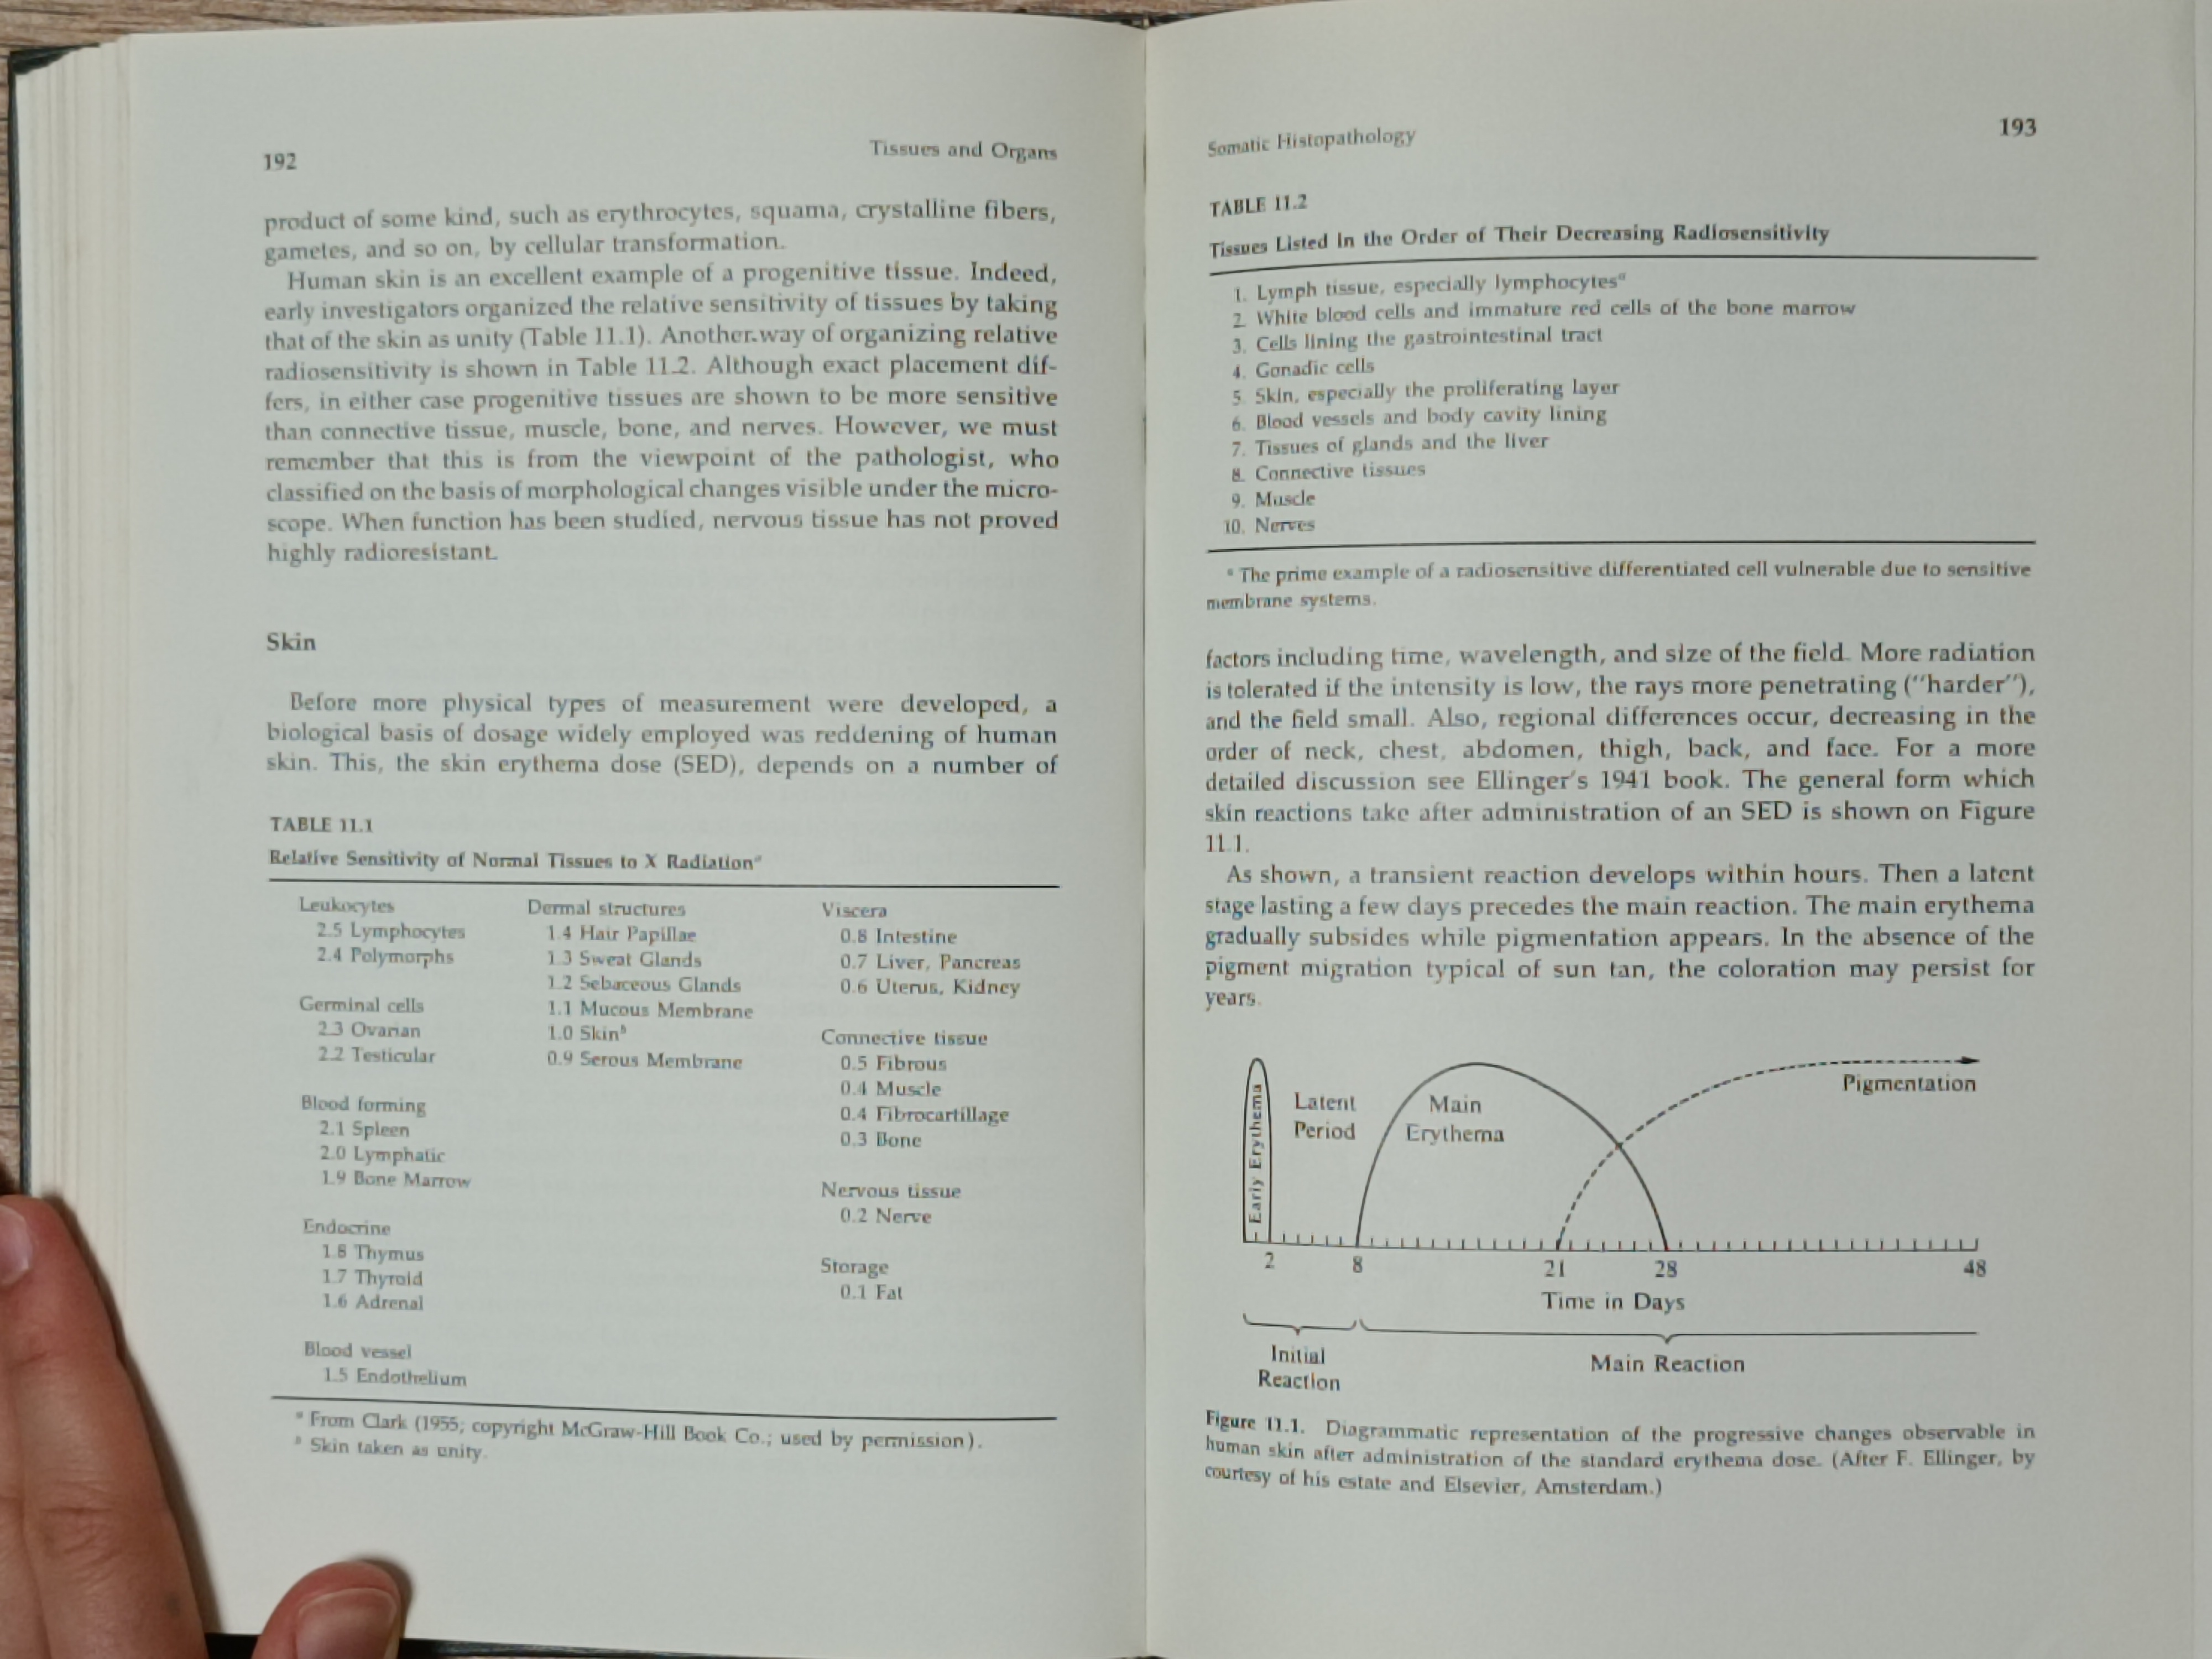 192
Tissues and Organs
product of some kind, such as erythrocytes, squama, crystalline fibers,
gametes, and so on, by cellular transformation.
Human skin is an excellent example of a progenitive tissue. Indeed,
early investigators organized the relative sensitivity of tissues by taking
that of the skin as unity (Table 11.1). Another way of organizing relative
radiosensitivity is shown in Table 11.2. Although exact placement dif-
fers, in either case progenitive tissues are shown to be more sensitive
than connective tissue, muscle, bone, and nerves. However, we must
remember that this is from the viewpoint of the pathologist, who
classified on the basis of morphological changes visible under the micro-
scope. When function has been studied, nervous tissue has not proved
highly radioresistant.
Skin
Before more physical types of measurement were developed, a
biological basis of dosage widely employed was reddening of human
skin. This, the skin erythema dose (SED), depends on a number of
TABLE 11.1
Relative Sensitivity of Normal Tissues to X Radiationᵃ
Leukocytes
2.5 Lymphocytes
2.4 Polymorphs
Germinal cells
2.3 Ovarian
2.2 Testicular
Blood forming
2.1 Spleen
2.0 Lymphatic
1.9 Bone Marrow
Endocrine
1.8 Thymus
1.7 Thyroid
1.6 Adrenal
Blood vessel
1.5 Endothelium
Dermal structures
1.4 Hair Papillae
1.3 Sweat Glands
1.2 Sebaceous Glands
1.1 Mucous Membrane
1.0 Skinᵇ
0.9 Serous Membrane
Viscera
0.8 Intestine
0.7 Liver, Pancreas
0.6 Uterus, Kidney
Connective tissue
0.5 Fibrous
0.4 Muscle
0.4 Fibrocartillage
0.3 Bone
Nervous tissue
0.2 Nerve
Storage
0.1 Fat
ᵃ From Clark (1955; copyright McGraw-Hill Book Co.; used by permission).
ᵇ Skin taken as unity.
Somatic Histopathology
193
TABLE 11.2
Tissues Listed in the Order of Their Decreasing Radiosensitivity
1. Lymph tissue, especially lymphocytesᵃ
2. White blood cells and immature red cells of the bone marrow
3. Cells lining the gastrointestinal tract
4. Gonadic cells
5. Skin, especially the proliferating layer
6. Blood vessels and body cavity lining
7. Tissues of glands and the liver
8. Connective tissues
9. Muscle
10. Nerves
ᵃ The prime example of a radiosensitive differentiated cell vulnerable due to sensitive
membrane systems.
factors including time, wavelength, and size of the field. More radiation
is tolerated if the intensity is low, the rays more penetrating ("harder"),
and the field small. Also, regional differences occur, decreasing in the
order of neck, chest, abdomen, thigh, back, and face. For a more
detailed discussion see Ellinger's 1941 book. The general form which
skin reactions take after administration of an SED is shown on Figure
11.1.
As shown, a transient reaction develops within hours. Then a latent
stage lasting a few days precedes the main reaction. The main erythema
gradually subsides while pigmentation appears. In the absence of the
pigment migration typical of sun tan, the coloration may persist for
years.
Early Erythema
Latent
Period
Main
Erythema
Pigmentation
2 8 21 28 48
Time in Days
Initial
Reaction
Main Reaction
Figure 11.1. Diagrammatic representation of the progressive changes observable in
human skin after administration of the standard erythema dose. (After F. Ellinger, by
courtesy of his estate and Elsevier, Amsterdam.)